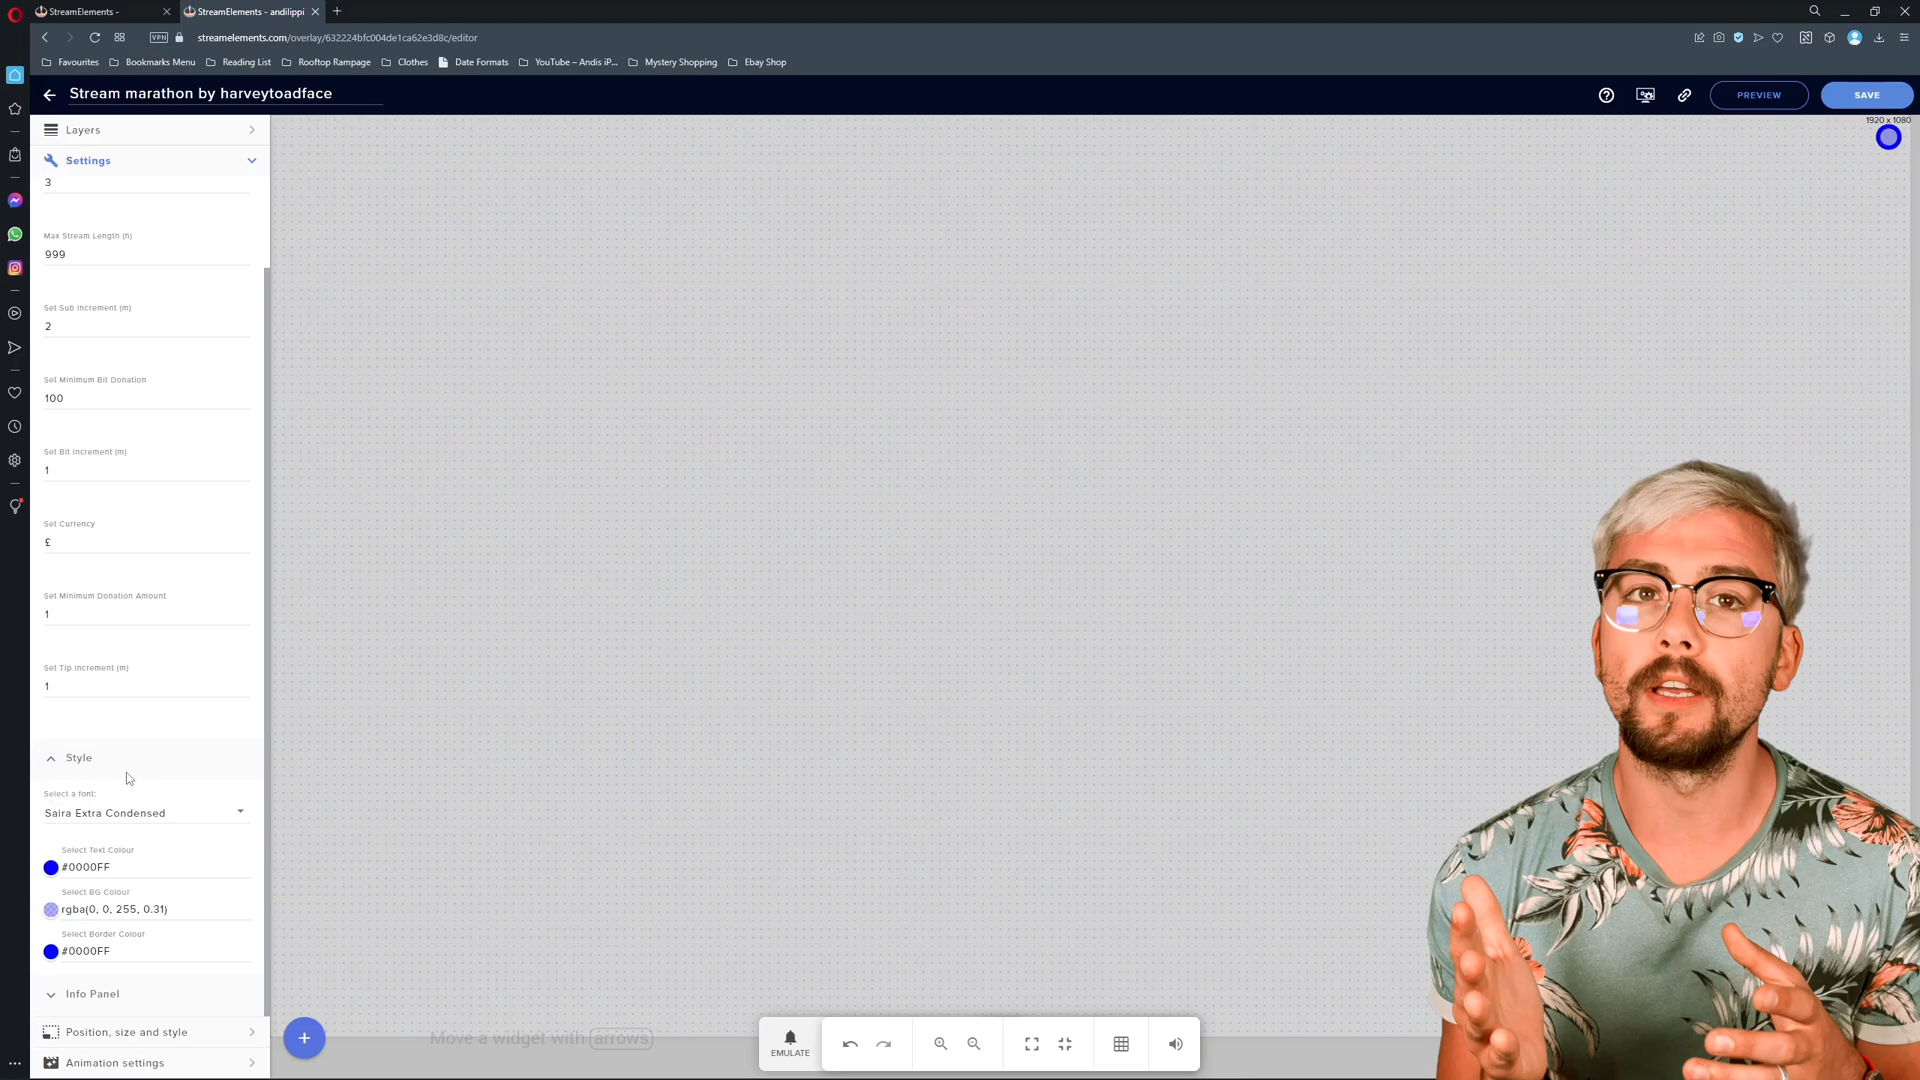 StreamElements -
StreamElements - andilippi
VPN
streamelements.com/overlay/632224bfc004de1ca62e3d8c/editor
Favourites
Bookmarks Menu
Reading List
Rooftop Rampage
Clothes
Date Formats
YouTube – Andis iP...
Mystery Shopping
Ebay Shop
Stream marathon by harveytoadface
PREVIEW
SAVE
1920 x 1080
Layers
Settings
3
Max Stream Length (h)
999
Set Sub Increment (m)
2
Set Minimum Bit Donation
100
Set Bit Increment (m)
1
Set Currency
£
Set Minimum Donation Amount
1
Set Tip Increment (m)
1
Style
Select a font:
Saira Extra Condensed
Select Text Colour
#0000FF
Select BG Colour
rgba(0, 0, 255, 0.31)
Select Border Colour
#0000FF
Info Panel
Position, size and style
Animation settings
Move a widget with arrows
EMULATE